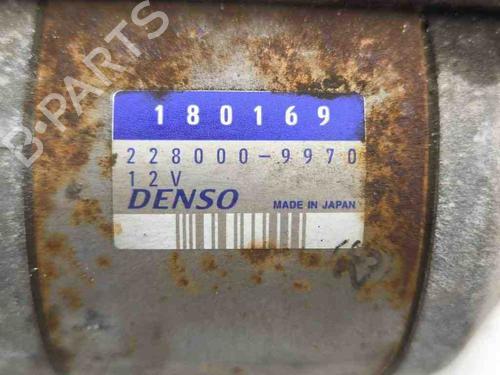 B-PARTS
180169
228000-9970
12V
DENSO MADE IN JAPAN